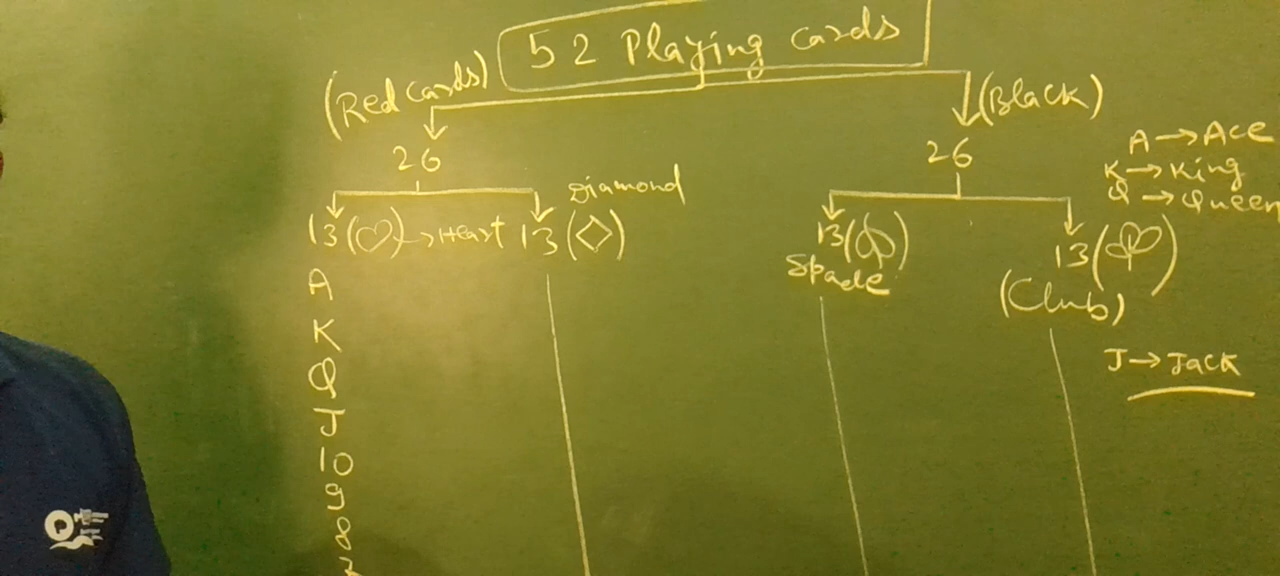 52 Playing cards
(Red cards)
(Black)
26
26
A → Ace
K → King
Q → Queen
Diamond
13 (♡) → Heart
13 (◇)
13 (♤)
Spade
13 (♧)
(Club)
J → Jack
A
K
Q
J
10
9
8